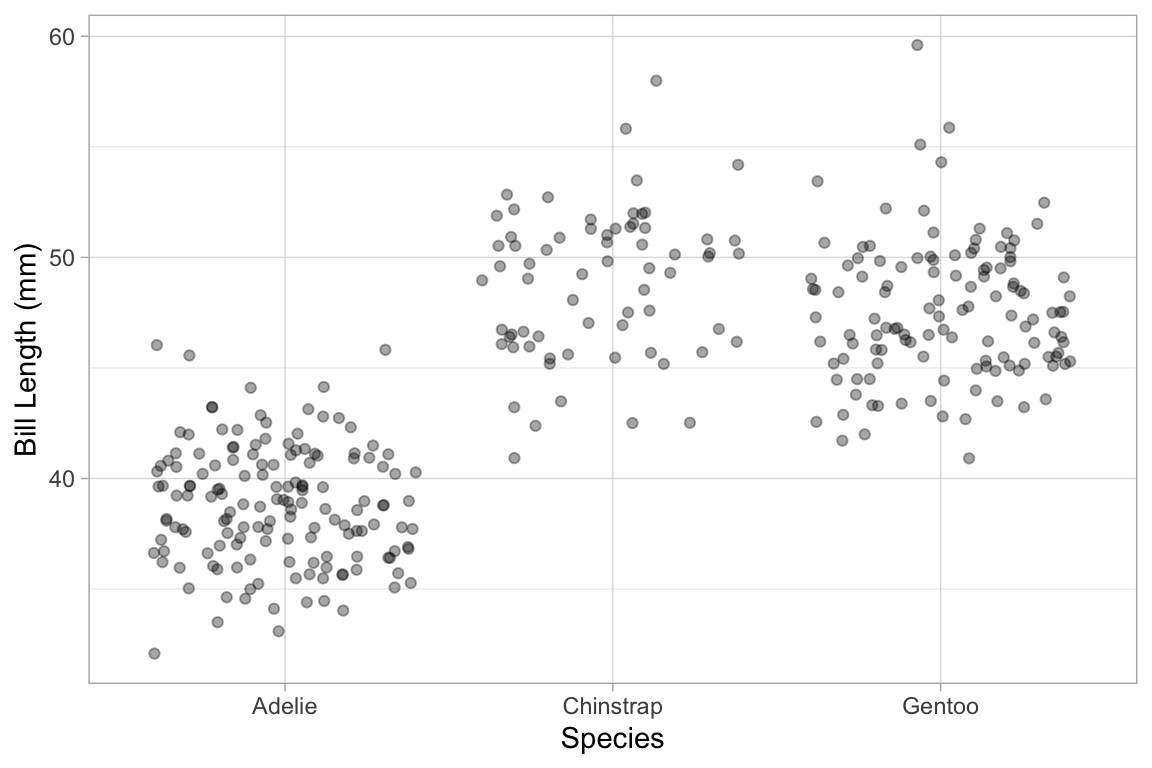 60
50
40
Bill Length (mm)
Adelie
Chinstrap
Gentoo
Species